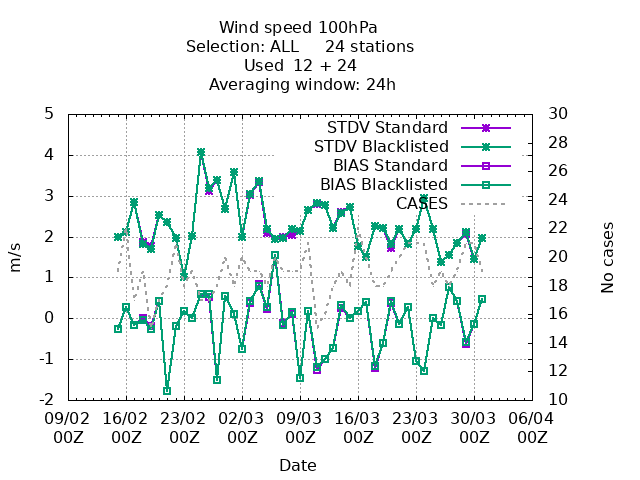 Wind speed 100hPa
Selection: ALL 24 stations
Used 12 + 24
Averaging window: 24h
STDV Standard
STDV Blacklisted
BIAS Standard
BIAS Blacklisted
CASES
5
4
3
2
1
0
-1
-2
m/s
30
28
26
24
22
20
18
16
14
12
10
No cases
09/02 16/02 23/02 02/03 09/03 16/03 23/03 30/03 06/04
00Z 00Z 00Z 00Z 00Z 00Z 00Z 00Z 00Z
Date